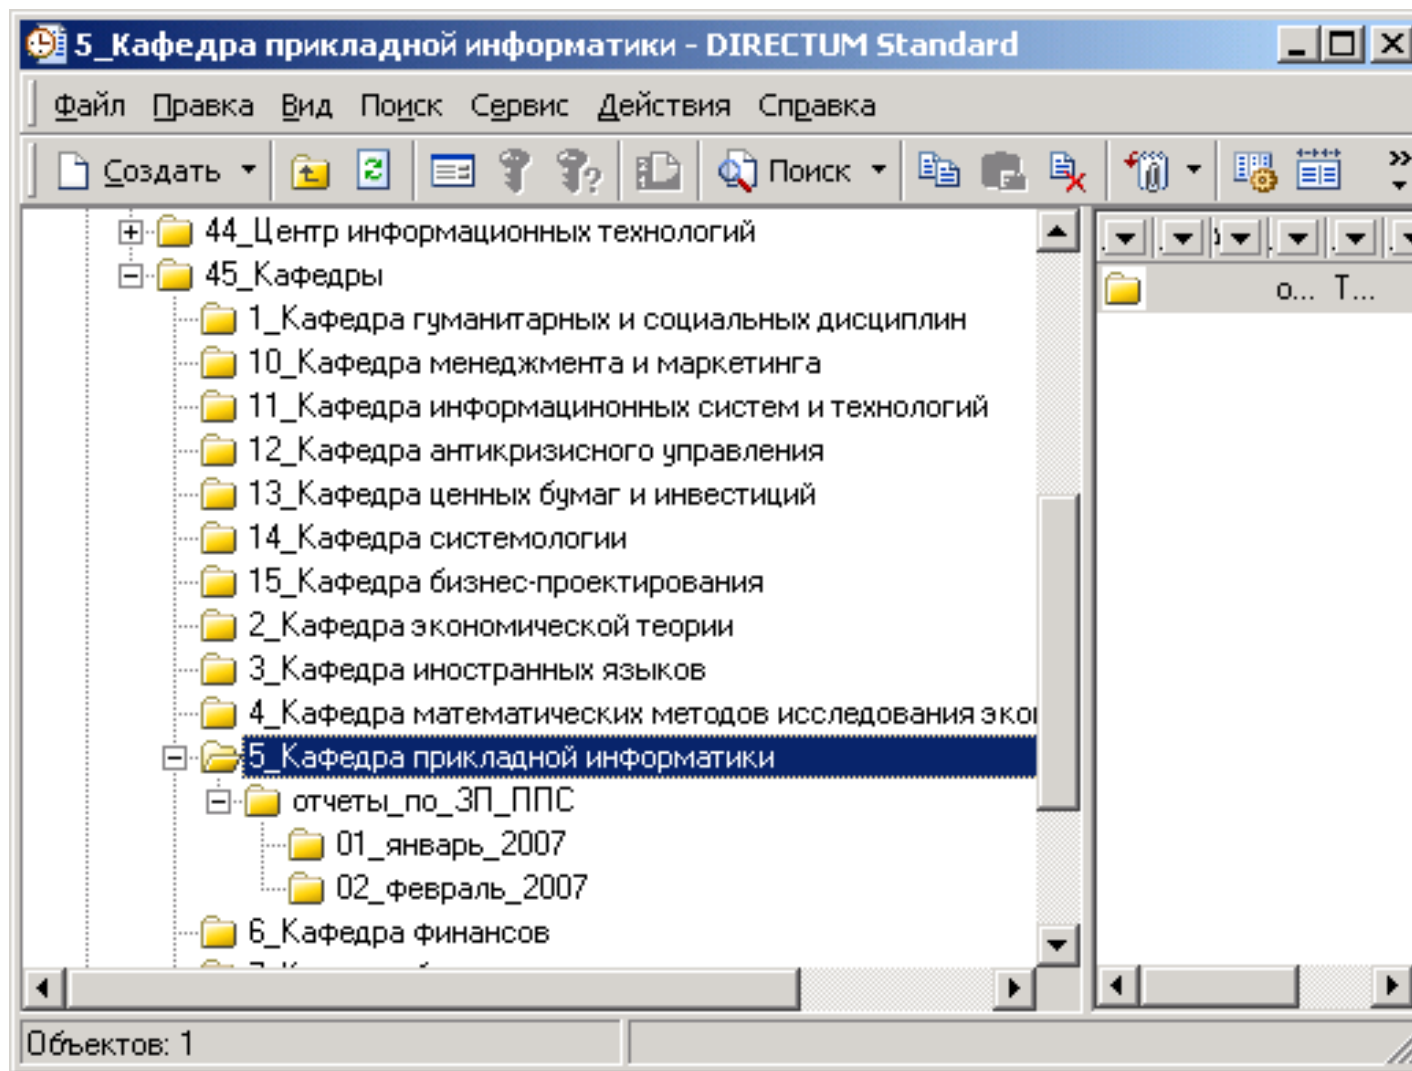 5_Кафедра прикладной информатики - DIRECTUM Standard
Файл Правка Вид Поиск Сервис Действия Справка
Создать Поиск
44_Центр информационных технологий
45_Кафедры
1_Кафедра гуманитарных и социальных дисциплин
10_Кафедра менеджмента и маркетинга
11_Кафедра информацинонных систем и технологий
12_Кафедра антикризисного управления
13_Кафедра ценных бумаг и инвестиций
14_Кафедра системологии
15_Кафедра бизнес-проектирования
2_Кафедра экономической теории
3_Кафедра иностранных языков
4_Кафедра математических методов исследования экон
5_Кафедра прикладной информатики
отчеты_по_ЗП_ППС
01_январь_2007
02_февраль_2007
6_Кафедра финансов
о... Т...
Объектов: 1